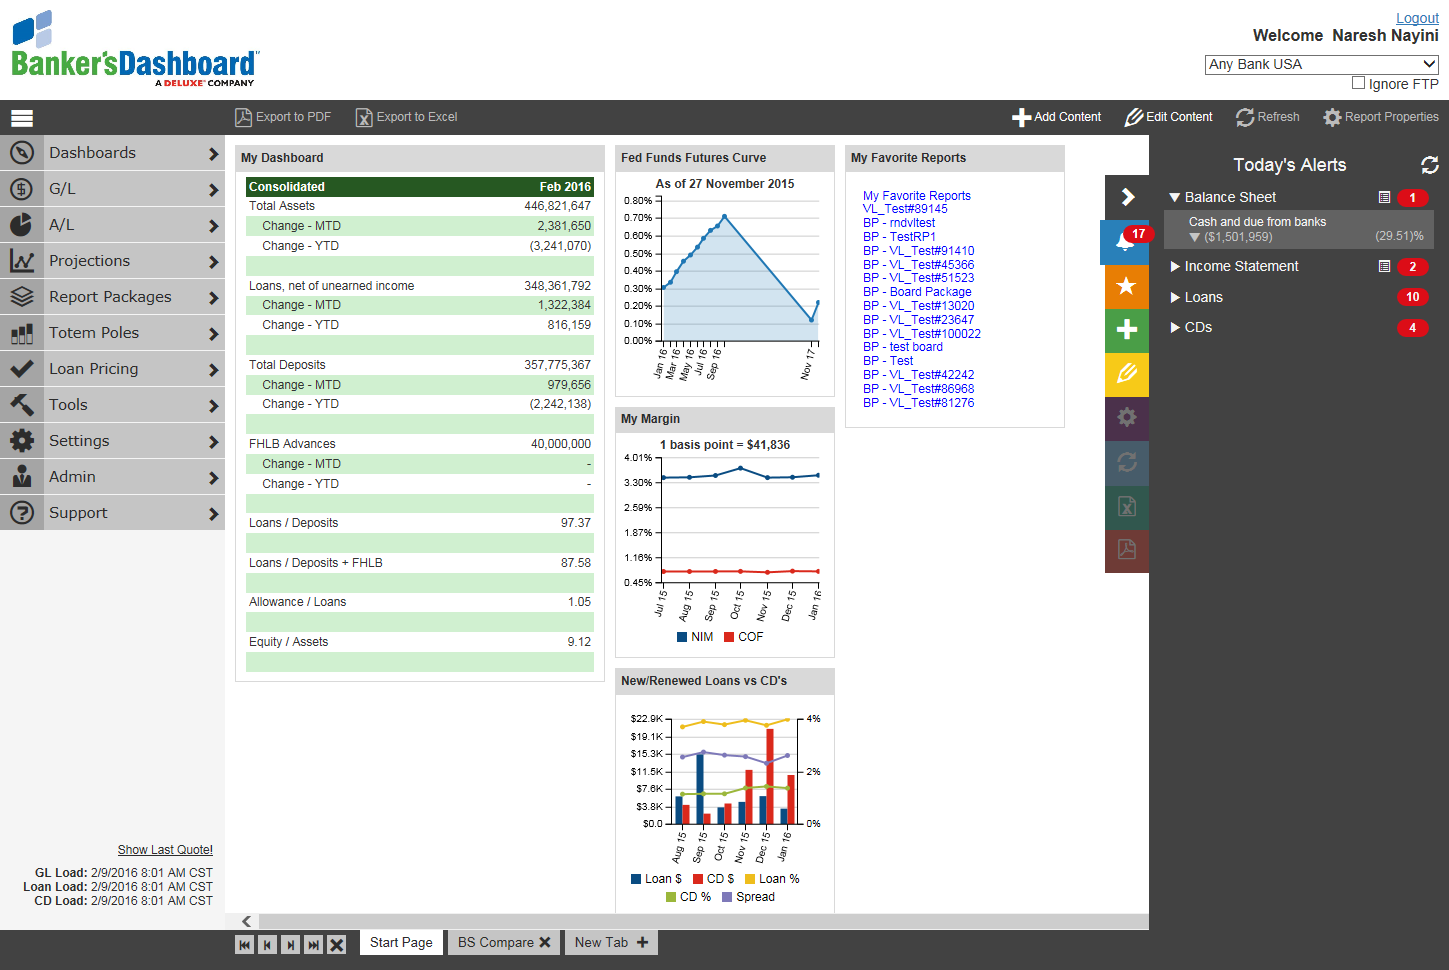 Logout
Welcome Naresh Nayini
Banker'sDashboard
A DELUXE COMPANY
Any Bank USA
Ignore FTP
Export to PDF
Export to Excel
Add Content
Edit Content
Refresh
Report Properties
Dashboards
G/L
A/L
Projections
Report Packages
Totem Poles
Loan Pricing
Tools
Settings
Admin
Support
Show Last Quote!
GL Load: 2/9/2016 8:01 AM CST
Loan Load: 2/9/2016 8:01 AM CST
CD Load: 2/9/2016 8:01 AM CST
My Dashboard
Consolidated Feb 2016
Total Assets 446,821,647
Change - MTD 2,381,650
Change - YTD (3,241,070)
Loans, net of unearned income 348,361,792
Change - MTD 1,322,384
Change - YTD 816,159
Total Deposits 357,775,367
Change - MTD 979,656
Change - YTD (2,242,138)
FHLB Advances 40,000,000
Change - MTD -
Change - YTD -
Loans / Deposits 97.37
Loans / Deposits + FHLB 87.58
Allowance / Loans 1.05
Equity / Assets 9.12
Fed Funds Futures Curve
As of 27 November 2015
0.80%
0.70%
0.60%
0.50%
0.40%
0.30%
0.20%
0.10%
0.00%
Jan 16
Mar 16
May 16
Jul 16
Sep 16
Nov 17
My Margin
1 basis point = $41,836
4.01%
3.30%
2.59%
1.87%
1.16%
0.45%
Jul 15
Aug 15
Sep 15
Oct 15
Nov 15
Dec 15
Jan 16
NIM COF
New/Renewed Loans vs CD's
$22.9K
$19.1K
$15.3K
$11.5K
$7.6K
$3.8K
$0.0
4%
2%
0%
Aug 15
Sep 15
Oct 15
Nov 15
Dec 15
Jan 16
Loan $ CD $ Loan %
CD % Spread
My Favorite Reports
My Favorite Reports
VL_Test#89145
BP - rndvltest
BP - TestRP1
BP - VL_Test#91410
BP - VL_Test#45366
BP - VL_Test#51523
BP - Board Package
BP - VL_Test#13020
BP - VL_Test#23647
BP - VL_Test#100022
BP - test board
BP - Test
BP - VL_Test#42242
BP - VL_Test#86968
BP - VL_Test#81276
17
Today's Alerts
Balance Sheet 1
Cash and due from banks
($1,501,959) (29.51)%
Income Statement 2
Loans 10
CDs 4
Start Page
BS Compare
New Tab